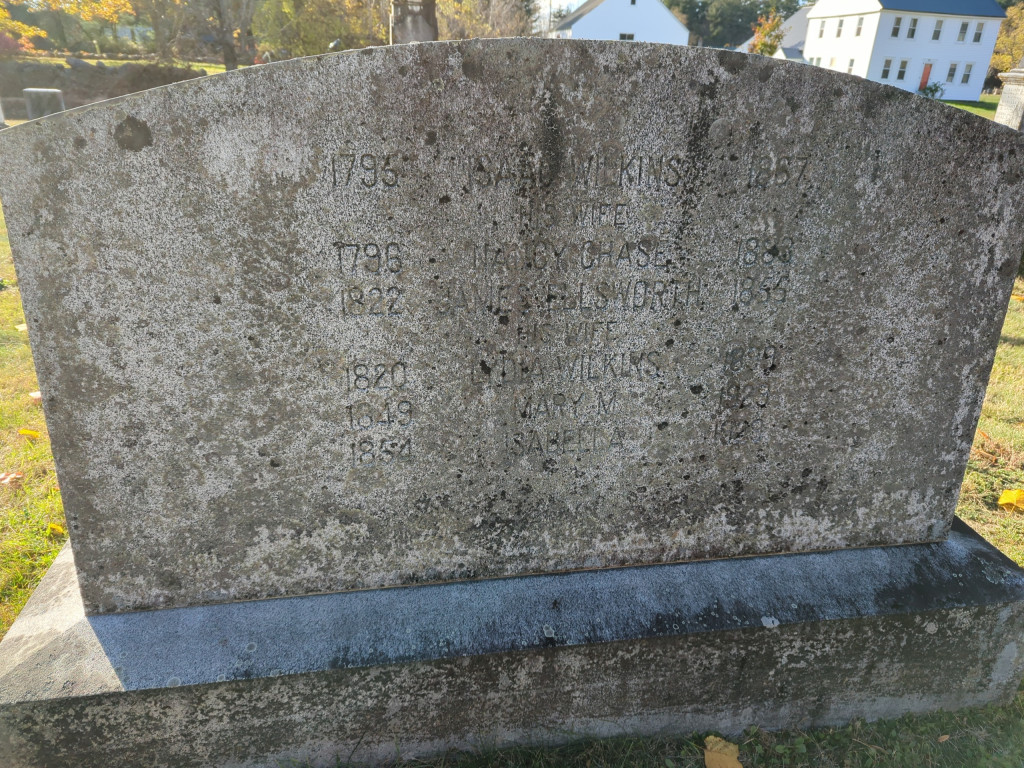 1795 ISAAC WILKINS 1867
HIS WIFE
1796 NANCY CHASE
1822 JAMES ELLSWORTH
HIS WIFE
1820 LYDIA WILKINS
1849 MARY M.
1854 ISABELLA